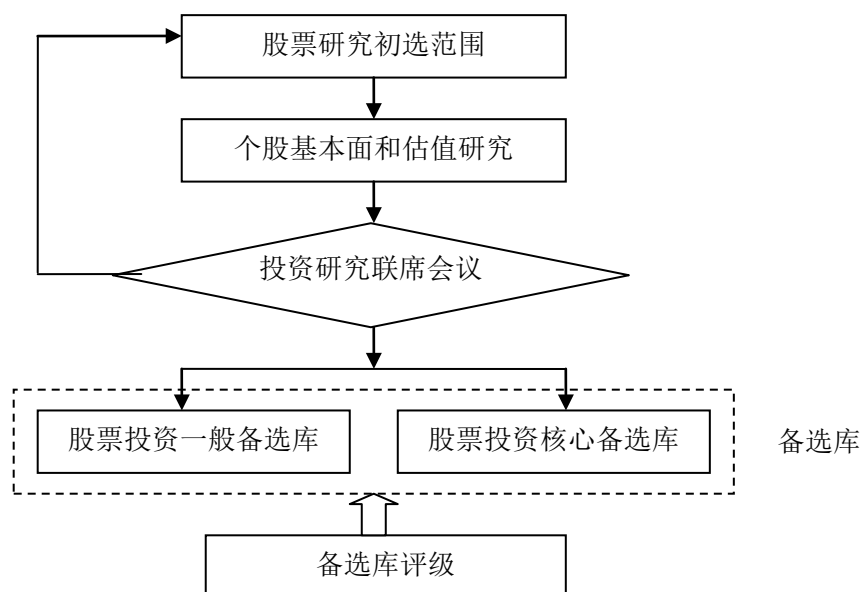 股票研究初选范围
个股基本面和估值研究
投资研究联席会议
股票投资一般备选库
股票投资核心备选库
备选库
备选库评级